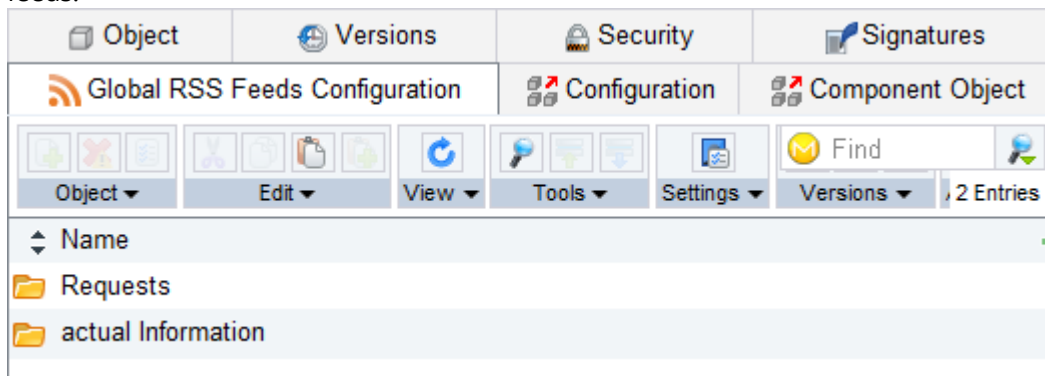 Object Versions Security Signatures
Global RSS Feeds Configuration Configuration Component Object
Find
Object Edit View Tools Settings Versions 2 Entries
Name
Requests
actual Information